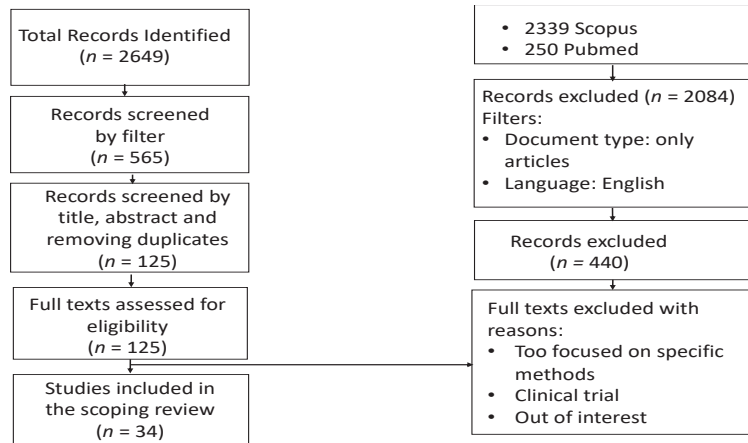 Total Records Identified
(n = 2649)
Records screened
by filter
(n = 565)
Records screened by
title, abstract and
removing duplicates
(n = 125)
Full texts assessed for
eligibility
(n = 125)
Studies included in
the scoping review
(n = 34)
• 2339 Scopus
• 250 Pubmed
Records excluded (n = 2084)
Filters:
• Document type: only
articles
• Language: English
Records excluded
(n = 440)
Full texts excluded with
reasons:
• Too focused on specific
methods
• Clinical trial
• Out of interest